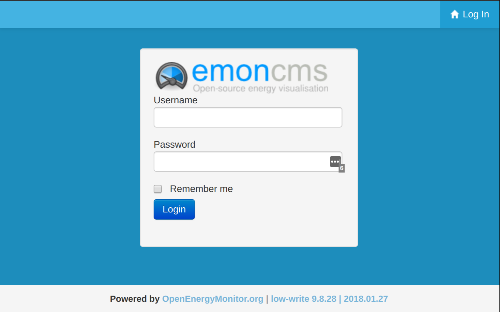 Log In
emoncms
Open-source energy visualisation
Username
Password
6
Remember me
Login
Powered by OpenEnergyMonitor.org | low-write 9.8.28 | 2018.01.27